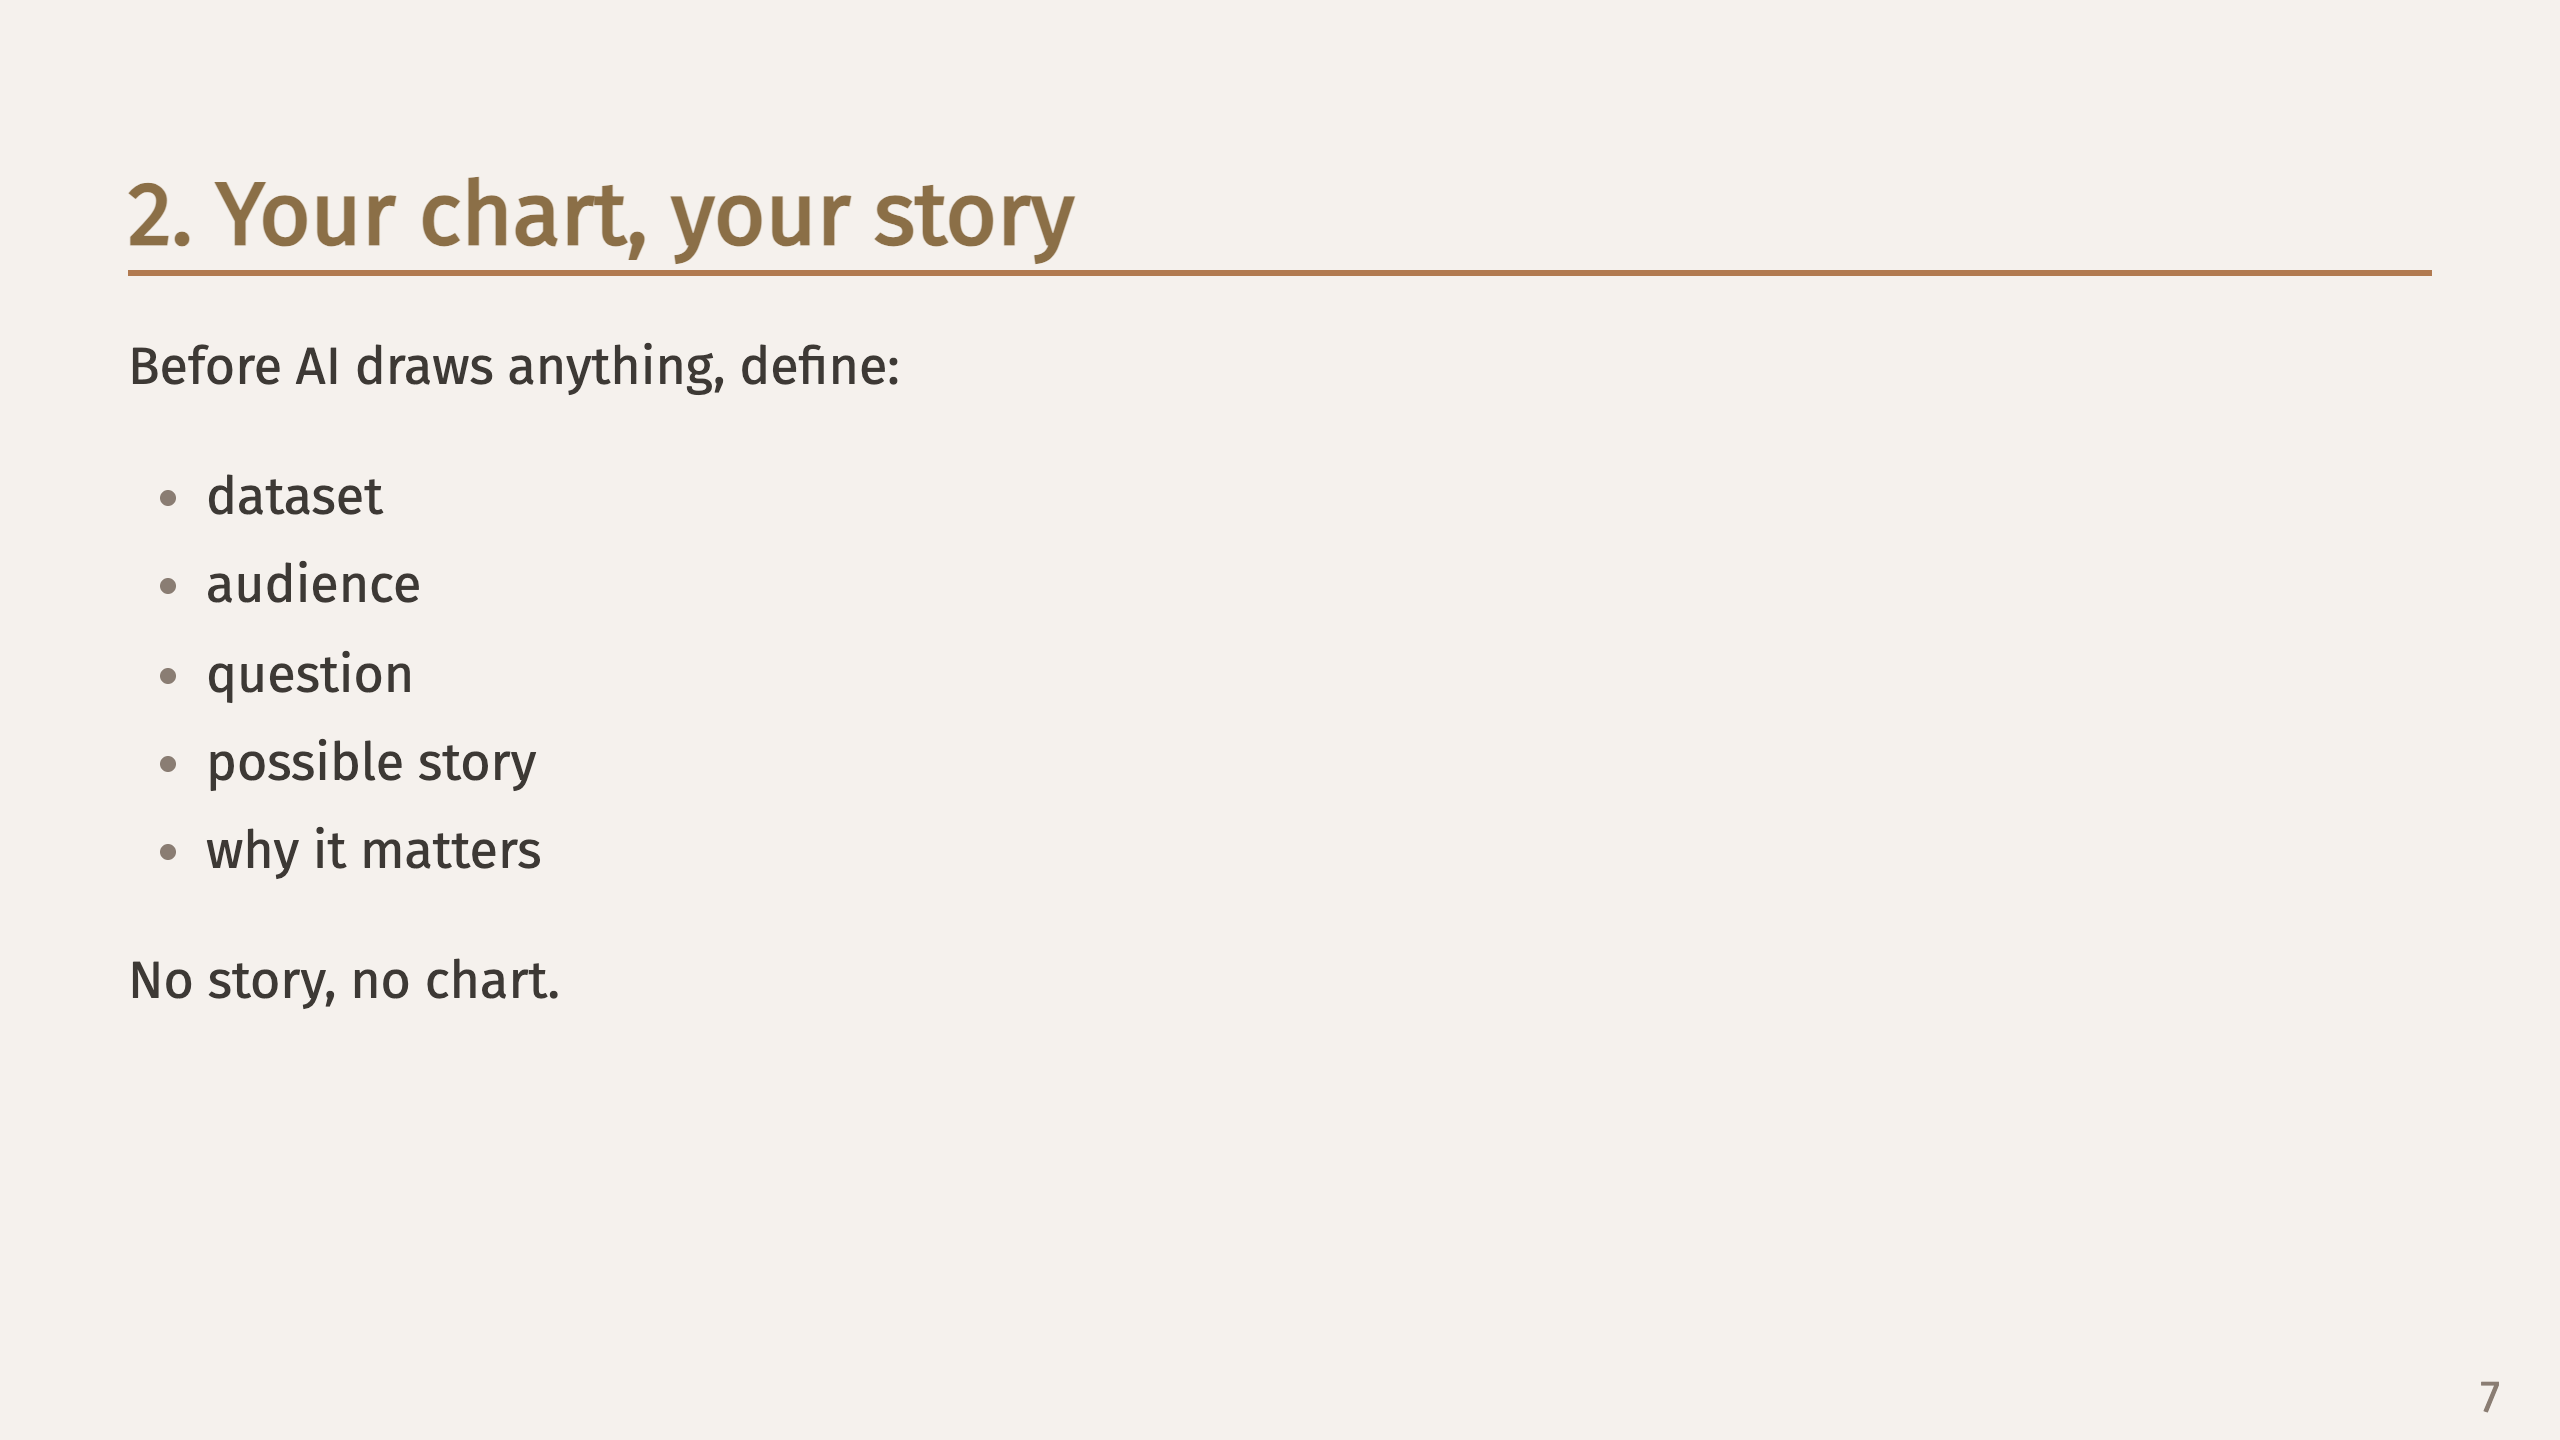 2. Your chart, your story
Before AI draws anything, define:
• dataset
• audience
• question
• possible story
• why it matters
No story, no chart.
7